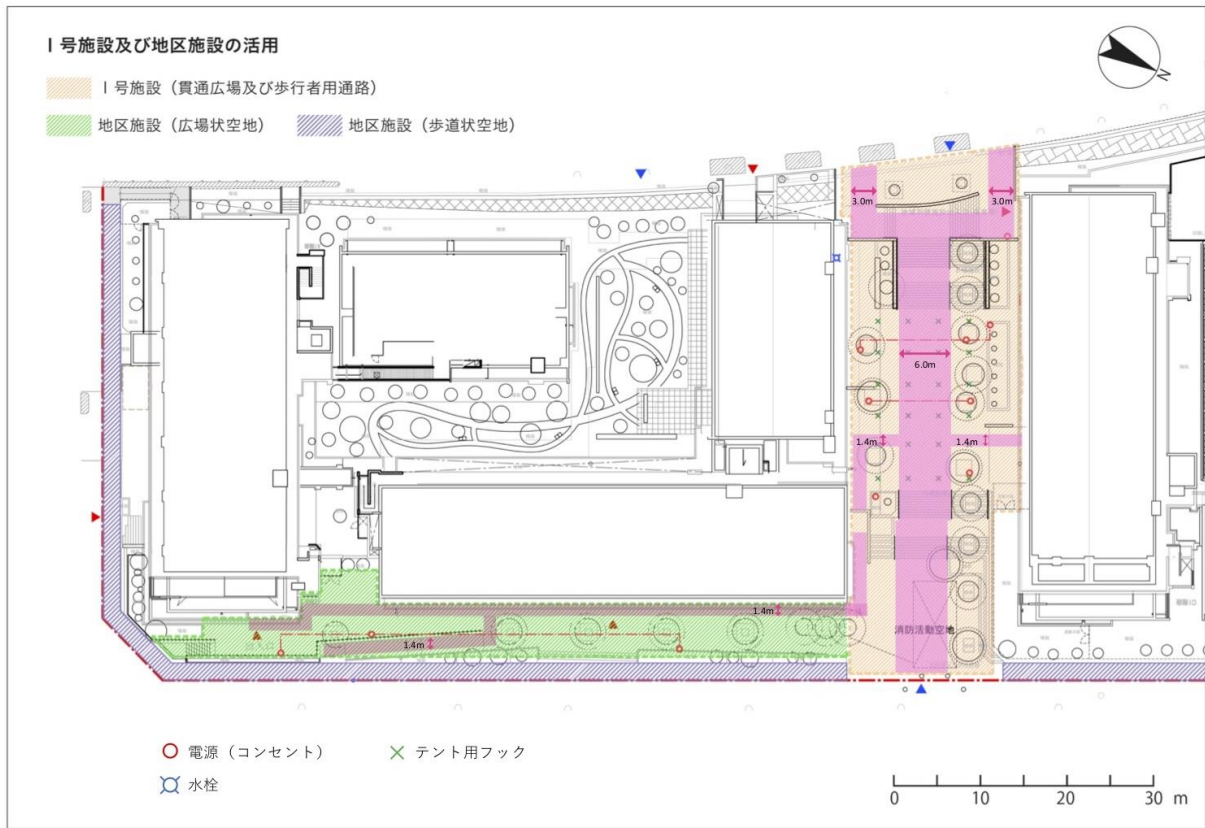 Ⅰ号施設及び地区施設の活用
Ⅰ号施設（貫通広場及び歩行者用通路）
地区施設（広場状空地）
地区施設（歩道状空地）
N
3.0m
3.0m
6.0m
1.4m
1.4m
1.4m
消防活動空地
1.4m
電源（コンセント）
テント用フック
水栓
0 10 20 30 m